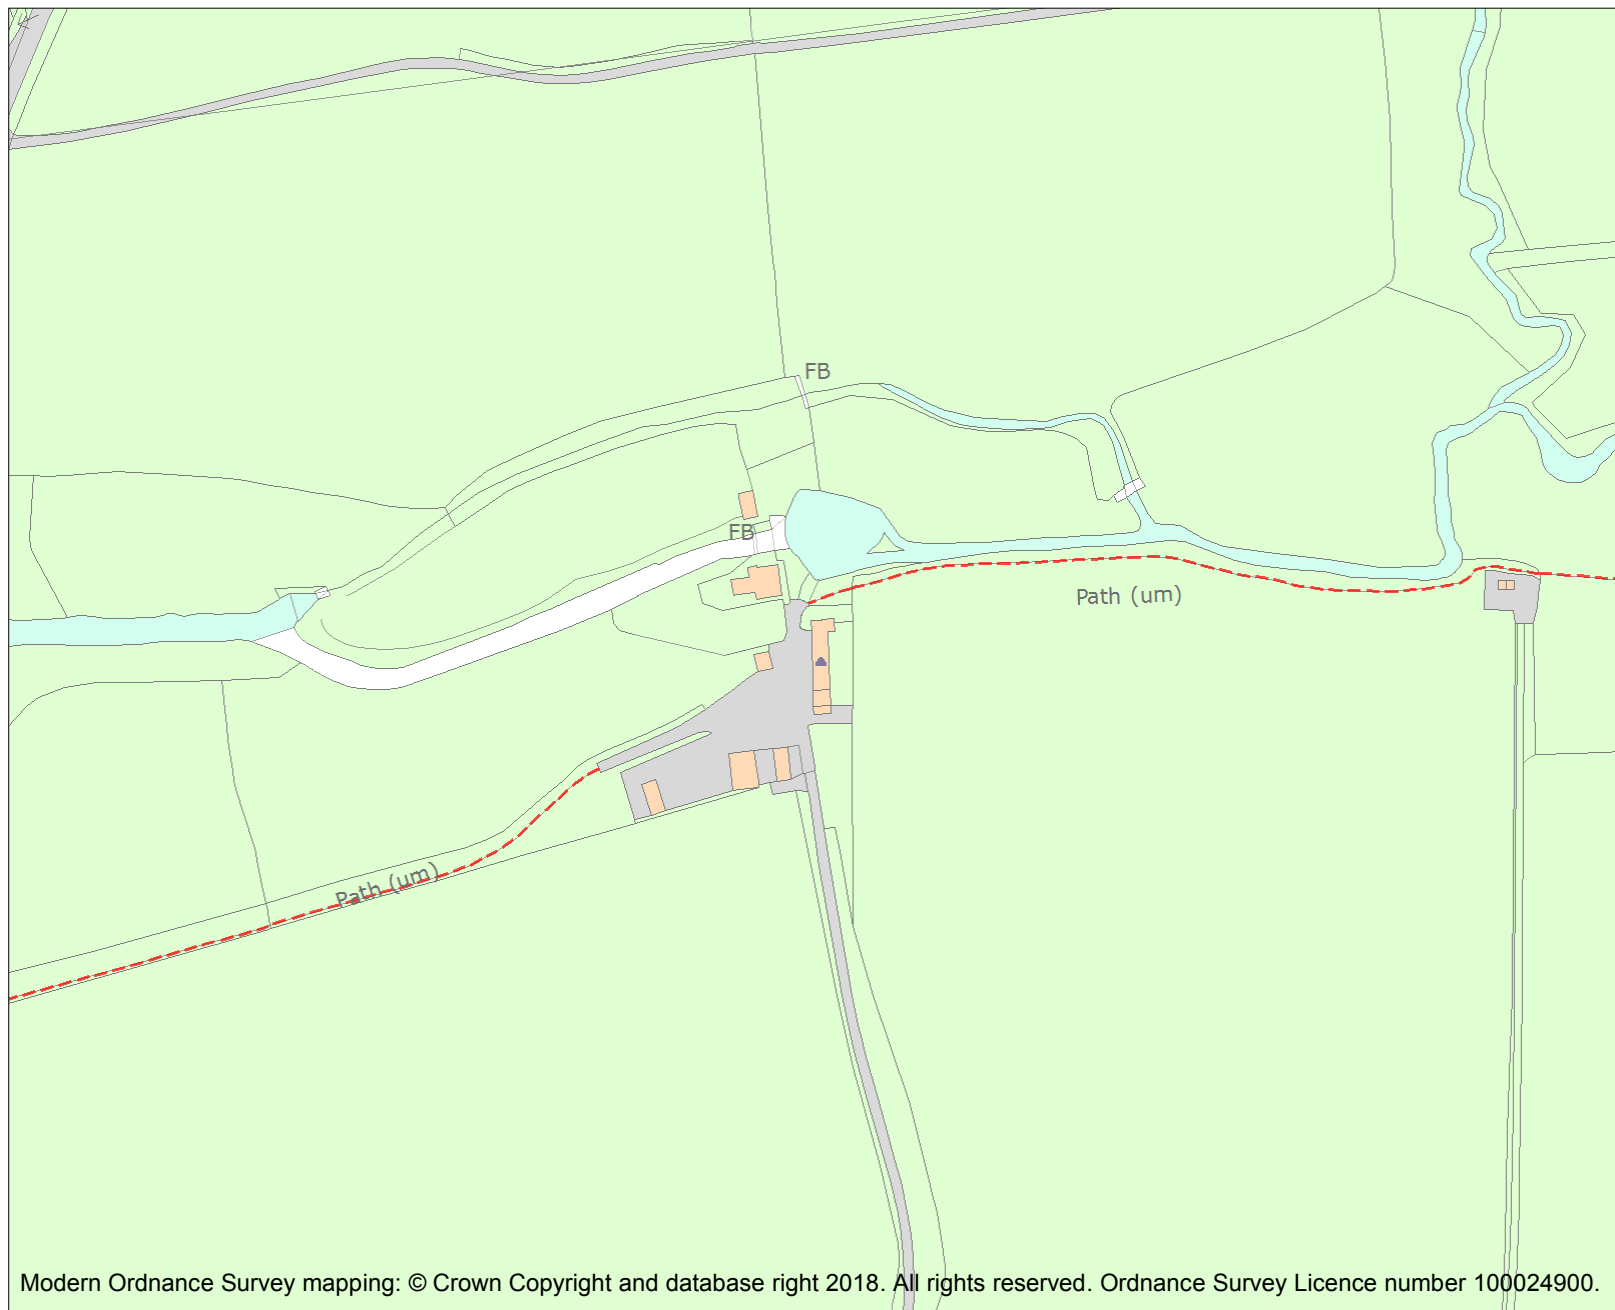 FB
FB
Path (um)
Path (um)
Modern Ordnance Survey mapping: © Crown Copyright and database right 2018. All rights reserved. Ordnance Survey Licence number 100024900.